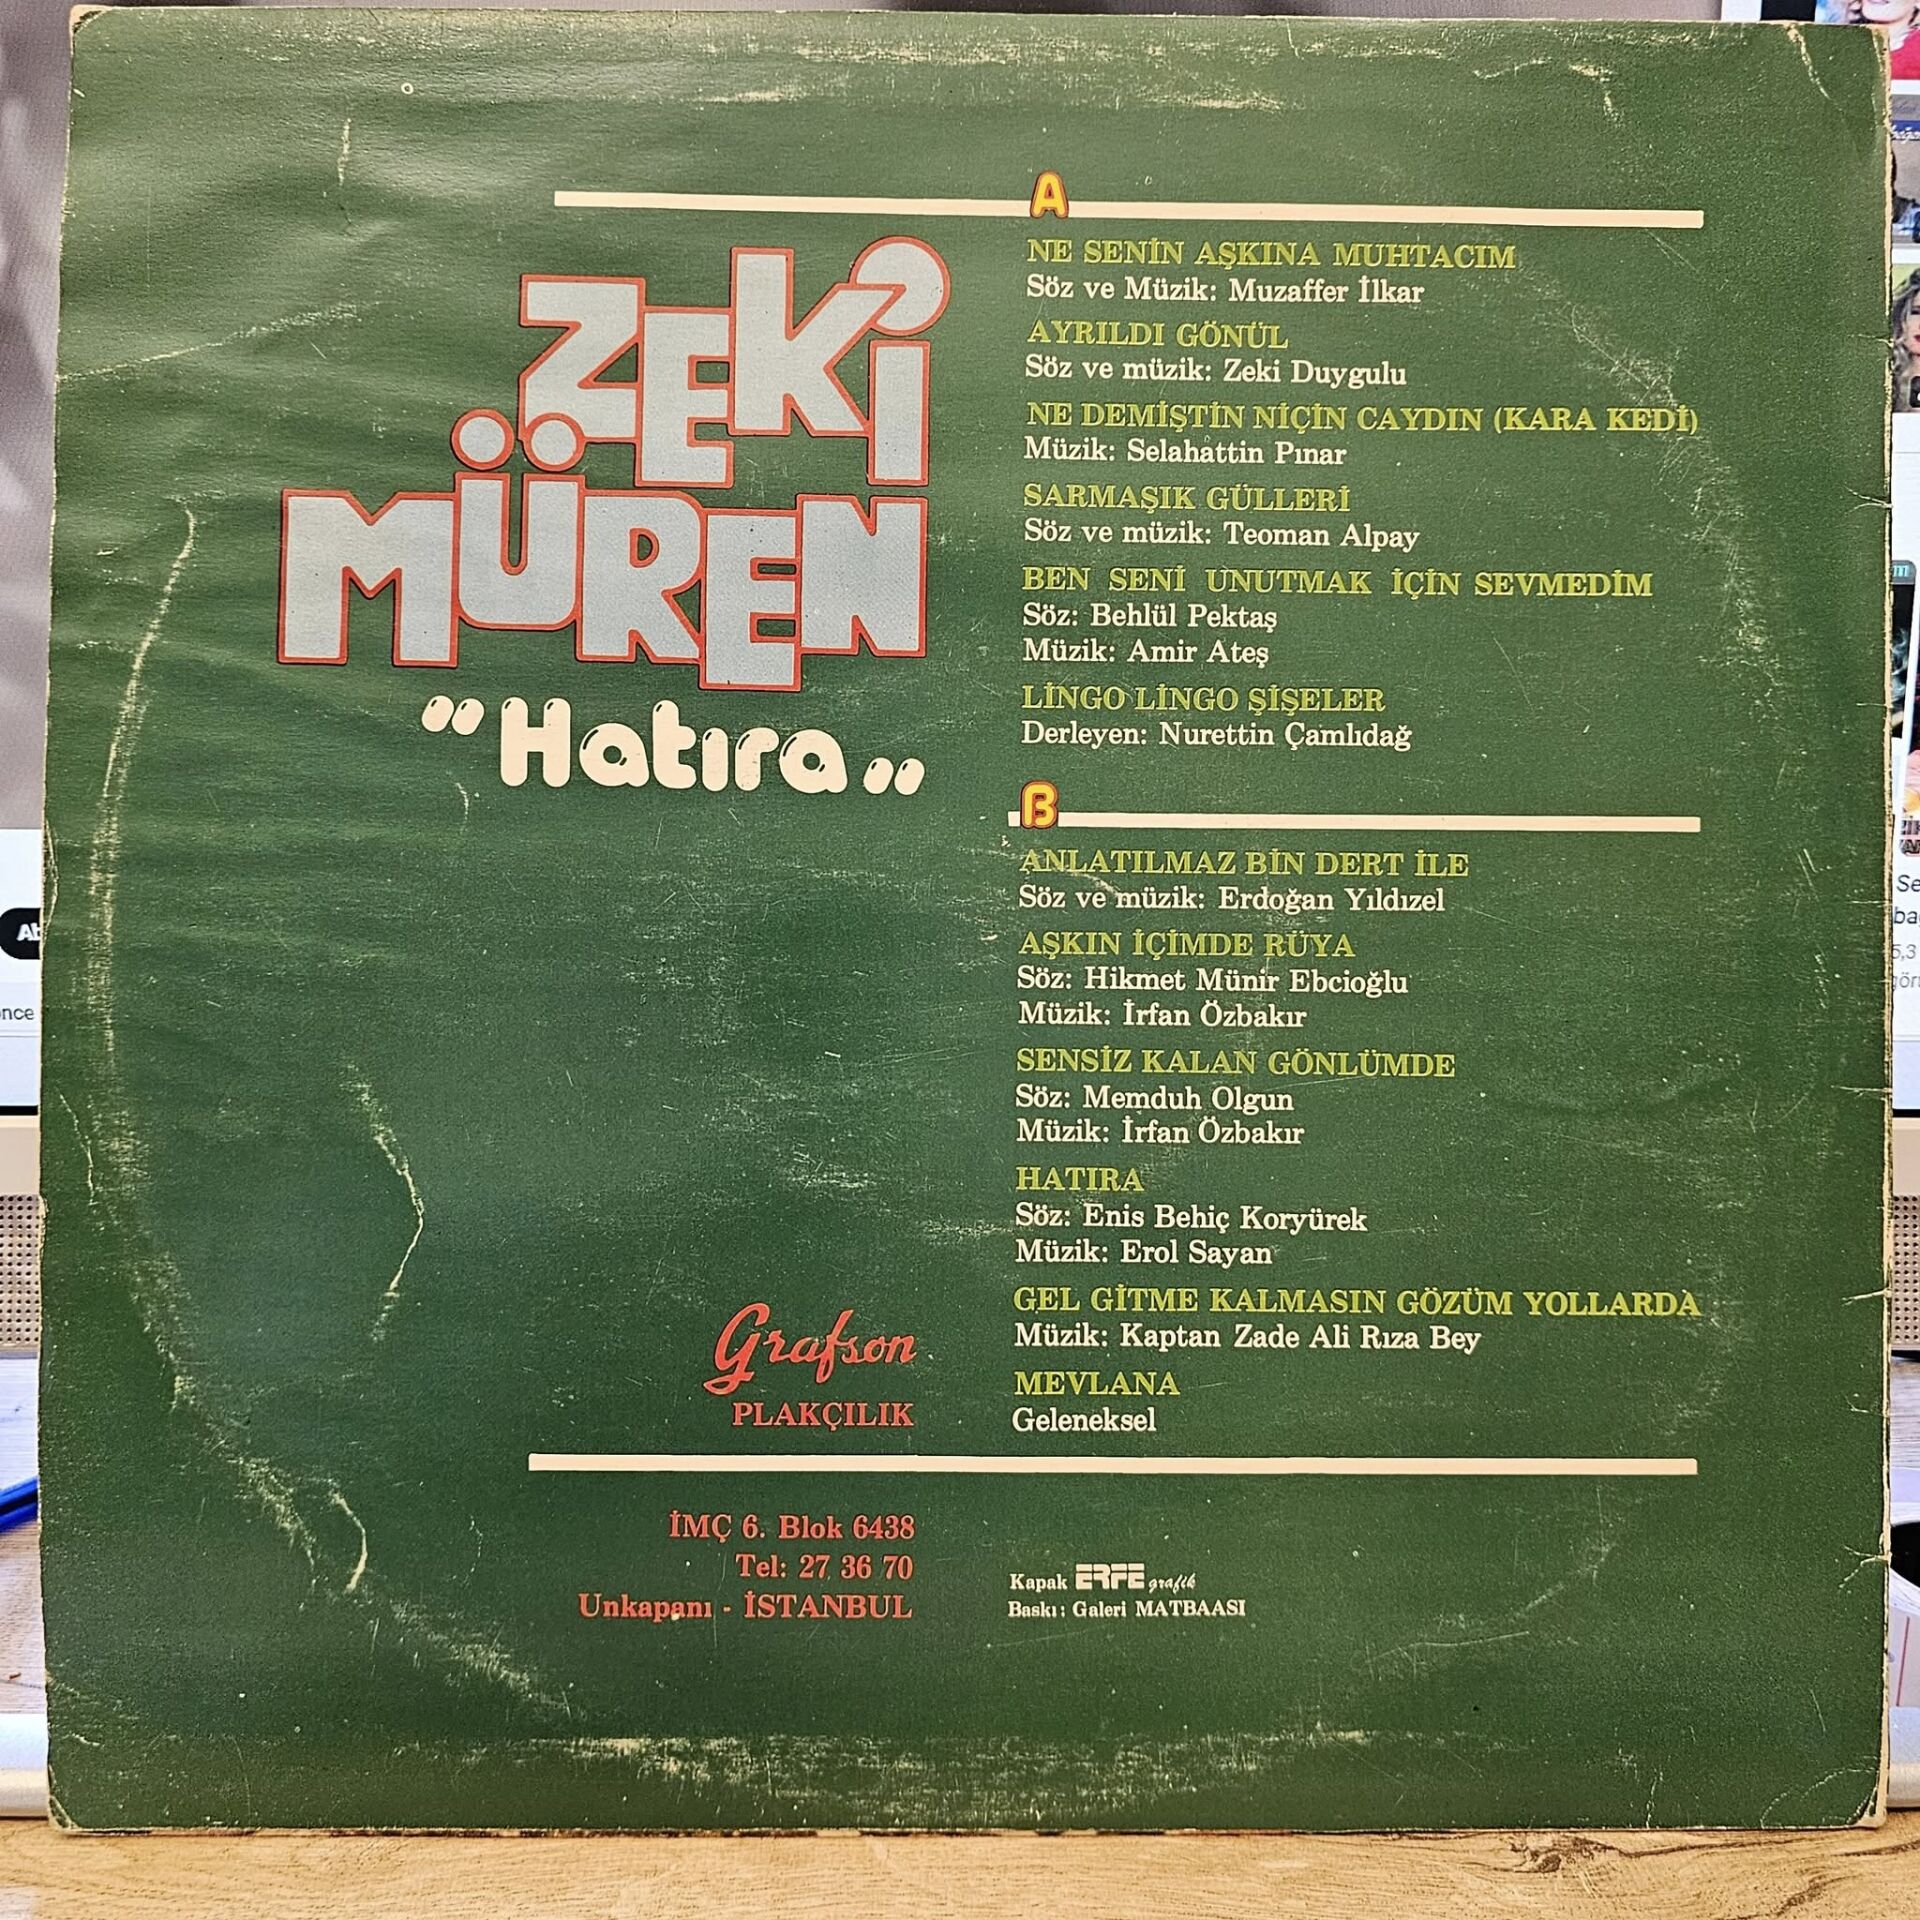 ZEKİ
MÜREN
"Hatıra"
A
NE SENİN AŞKINA MUHTACIM
Söz ve Müzik: Muzaffer İlkar
AYRILDI GÖNÜL
Söz ve müzik: Zeki Duygulu
NE DEMİŞTİN NİÇİN CAYDIN (KARA KEDİ)
Müzik: Selahattin Pınar
SARMAŞIK GÜLLERİ
Söz ve müzik: Teoman Alpay
BEN SENİ UNUTMAK İÇİN SEVMEDİM
Söz: Behlül Pektaş
Müzik: Amir Ateş
LİNGO LİNGO ŞİŞELER
Derleyen: Nurettin Çamlıdağ
B
ANLATILMAZ BİN DERT İLE
Söz ve müzik: Erdoğan Yıldızel
AŞKIN İÇİMDE RÜYA
Söz: Hikmet Münir Ebcioğlu
Müzik: İrfan Özbakır
SENSİZ KALAN GÖNLÜMDE
Söz: Memduh Olgun
Müzik: İrfan Özbakır
HATIRA
Söz: Enis Behiç Koryürek
Müzik: Erol Sayan
GEL GİTME KALMASIN GÖZÜM YOLLARDA
Müzik: Kaptan Zade Ali Rıza Bey
MEVLANA
Geleneksel
Grafson
PLAKÇILIK
İMÇ 6. Blok 6438
Tel: 27 36 70
Unkapanı - İSTANBUL
Kapak ERFE grafik
Baskı: Galeri MATBAASI